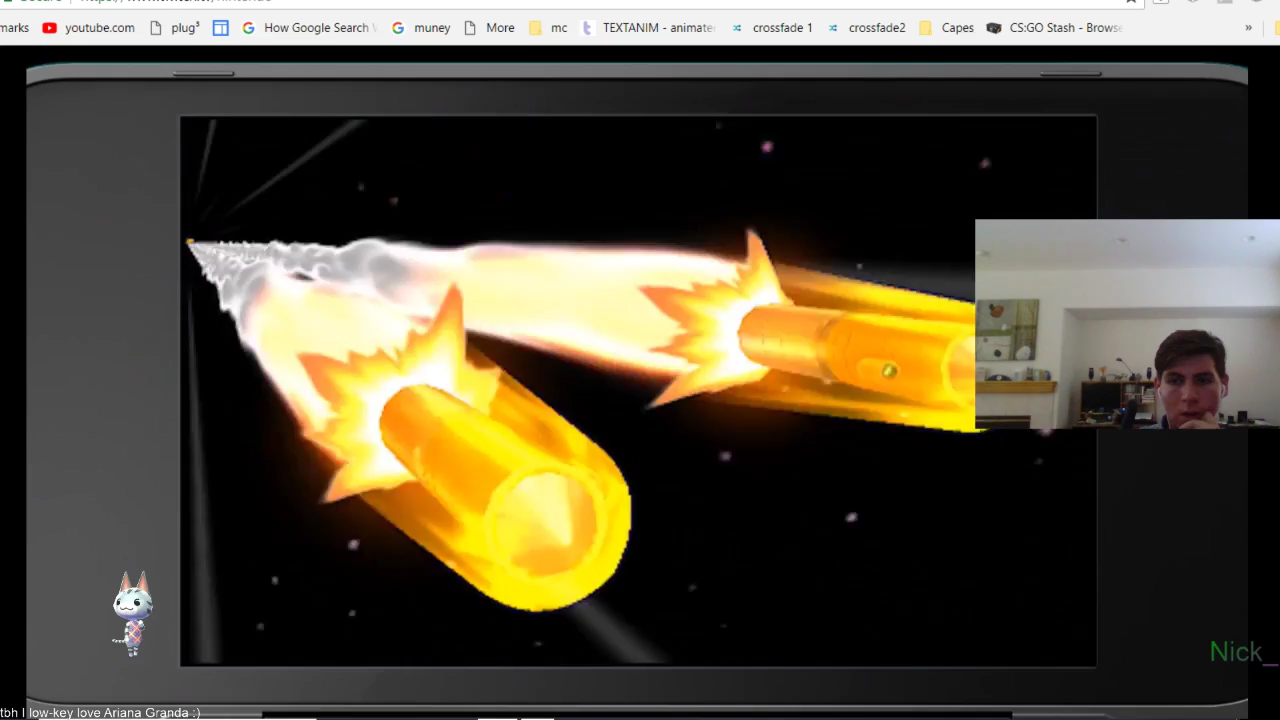 marks youtube.com plug³ How Google Search muney More mc TEXTANIM - animate crossfade 1 crossfade2 Capes CS:GO Stash - Brows »
Nick_
tbh I low-key love Ariana Granda :)